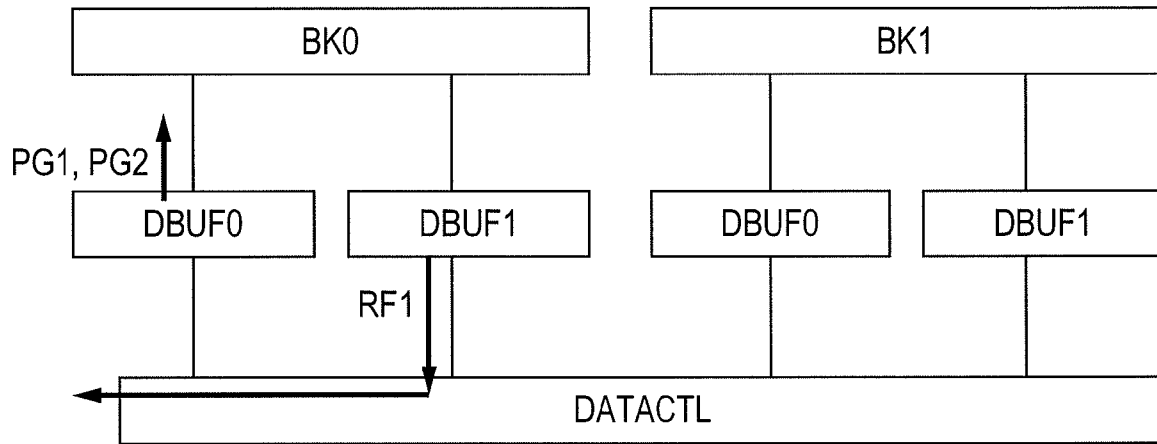 BK0
BK1
PG1, PG2
DBUF0
DBUF1
DBUF0
DBUF1
RF1
DATACTL